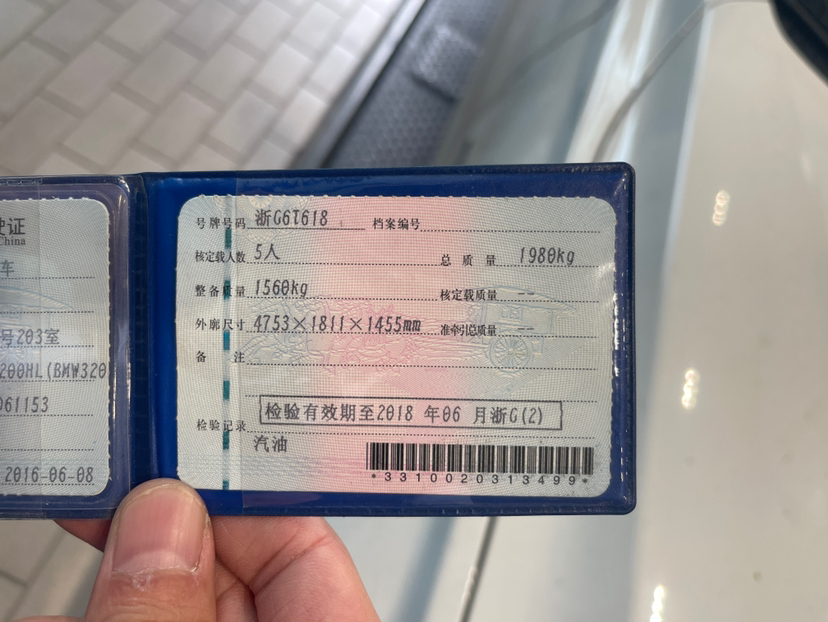 驶证
China
车
号203室
200HL(BMW320
D61153
2016-06-08
号牌号码 浙G6T618 档案编号
核定载人数 5人 总质量 1980kg
整备质量 1560kg 核定载质量 --
外廓尺寸 4753×1811×1455mm 准牵引总质量 --
备注
检验有效期至2018 年06 月浙G(2)
检验记录
汽油
*3310020313499*